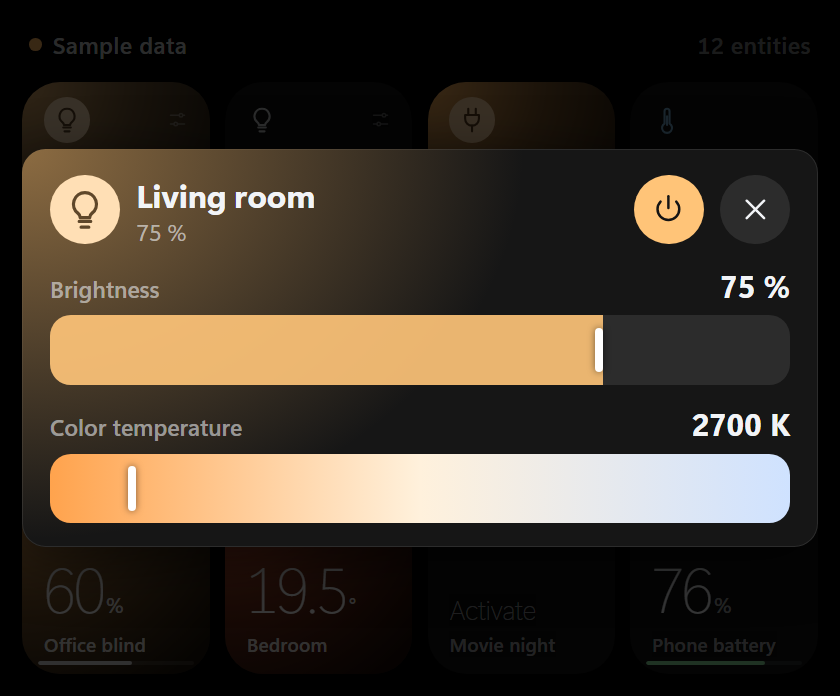 Sample data
12 entities
Living room
75 %
Brightness
75 %
Color temperature
2700 K
60%
19.5°
Activate
76%
Office blind
Bedroom
Movie night
Phone battery